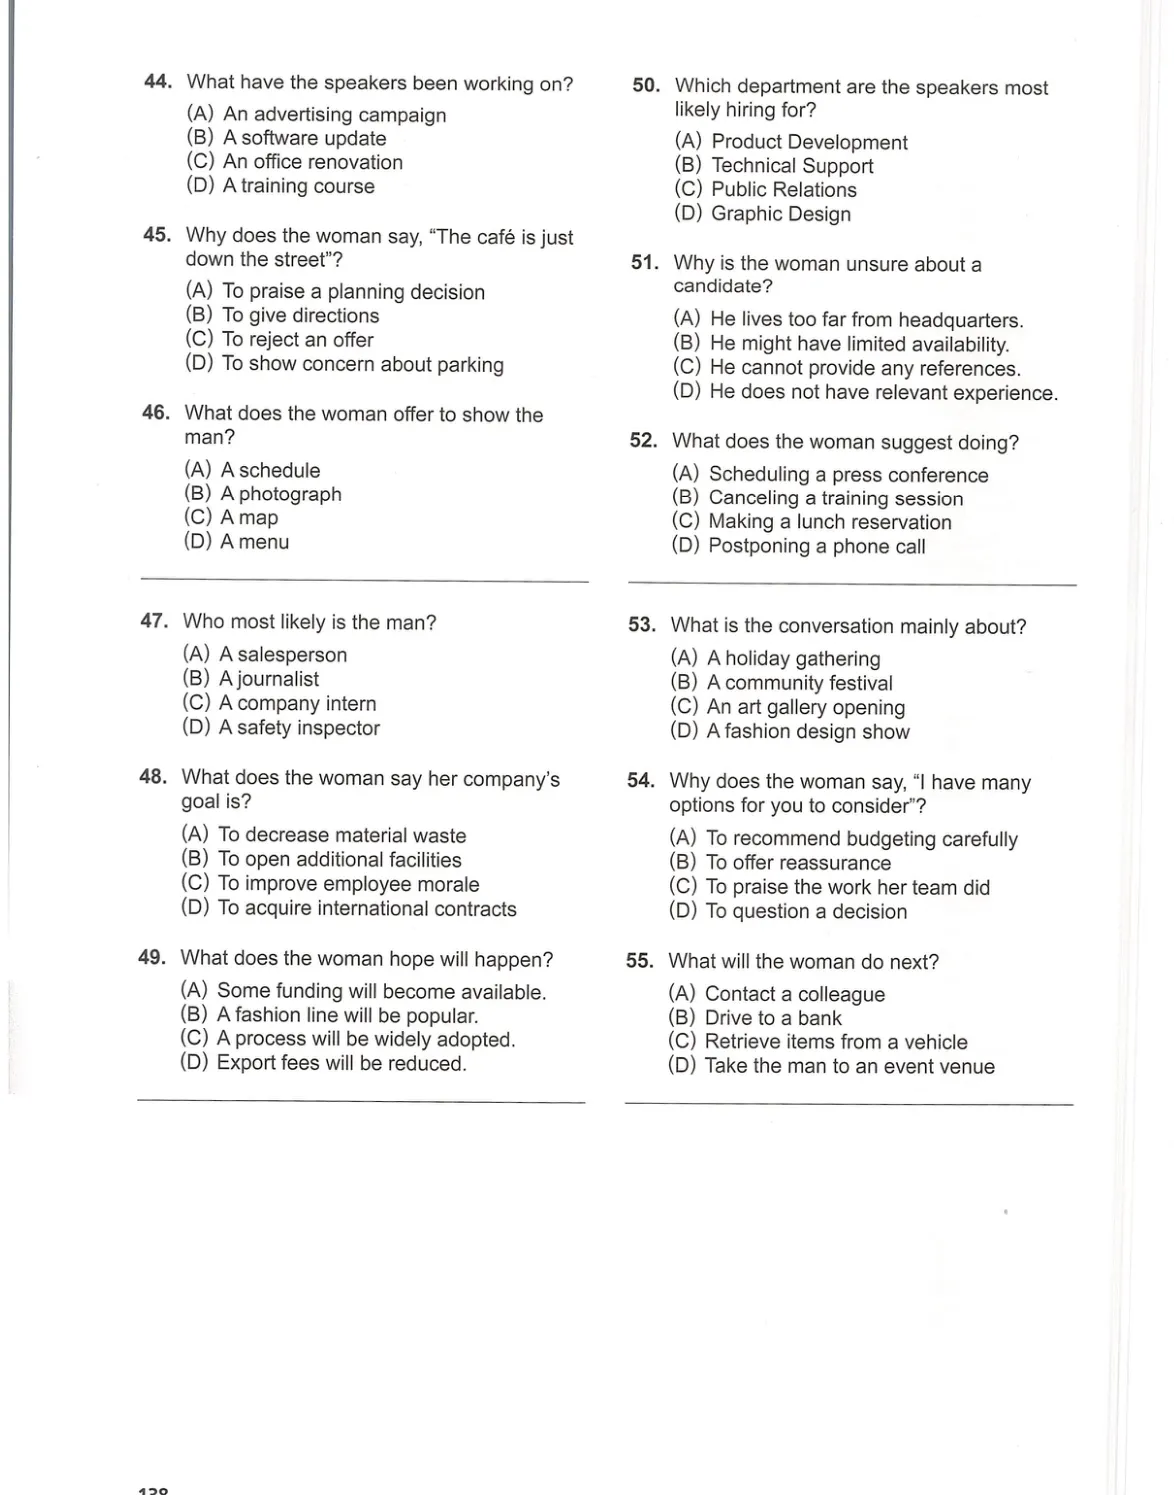 44. What have the speakers been working on?
(A) An advertising campaign
(B) A software update
(C) An office renovation
(D) A training course
45. Why does the woman say, “The café is just
down the street”?
(A) To praise a planning decision
(B) To give directions
(C) To reject an offer
(D) To show concern about parking
46. What does the woman offer to show the
man?
(A) A schedule
(B) A photograph
(C) A map
(D) A menu
47. Who most likely is the man?
(A) A salesperson
(B) A journalist
(C) A company intern
(D) A safety inspector
48. What does the woman say her company’s
goal is?
(A) To decrease material waste
(B) To open additional facilities
(C) To improve employee morale
(D) To acquire international contracts
49. What does the woman hope will happen?
(A) Some funding will become available.
(B) A fashion line will be popular.
(C) A process will be widely adopted.
(D) Export fees will be reduced.
50. Which department are the speakers most
likely hiring for?
(A) Product Development
(B) Technical Support
(C) Public Relations
(D) Graphic Design
51. Why is the woman unsure about a
candidate?
(A) He lives too far from headquarters.
(B) He might have limited availability.
(C) He cannot provide any references.
(D) He does not have relevant experience.
52. What does the woman suggest doing?
(A) Scheduling a press conference
(B) Canceling a training session
(C) Making a lunch reservation
(D) Postponing a phone call
53. What is the conversation mainly about?
(A) A holiday gathering
(B) A community festival
(C) An art gallery opening
(D) A fashion design show
54. Why does the woman say, “I have many
options for you to consider”?
(A) To recommend budgeting carefully
(B) To offer reassurance
(C) To praise the work her team did
(D) To question a decision
55. What will the woman do next?
(A) Contact a colleague
(B) Drive to a bank
(C) Retrieve items from a vehicle
(D) Take the man to an event venue